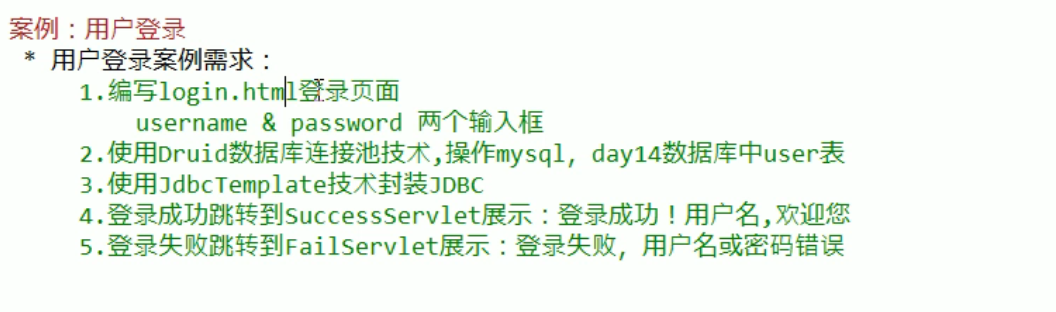 案例：用户登录
* 用户登录案例需求：
1.编写login.html登录页面
username & password 两个输入框
2.使用Druid数据库连接池技术,操作mysql，day14数据库中user表
3.使用JdbcTemplate技术封装JDBC
4.登录成功跳转到SuccessServlet展示：登录成功！用户名,欢迎您
5.登录失败跳转到FailServlet展示：登录失败，用户名或密码错误